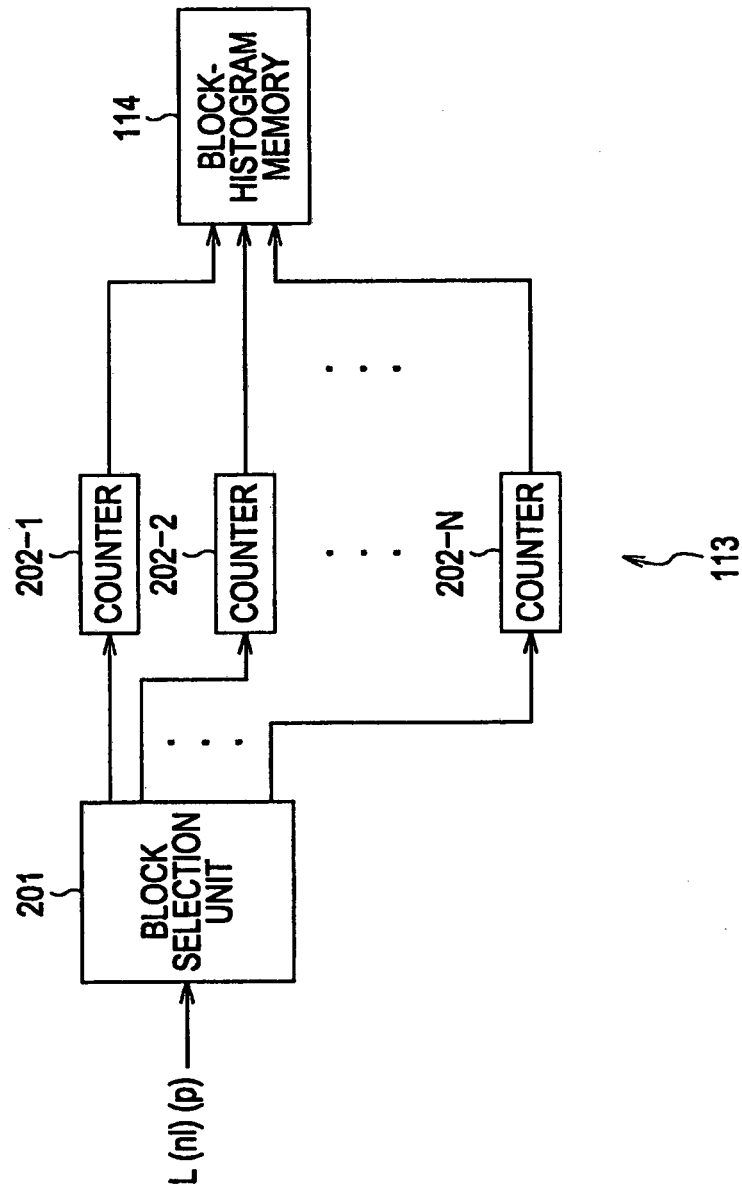 L (nl) (p)
201
BLOCK
SELECTION
UNIT
. . .
202-1
COUNTER
202-2
COUNTER
. . .
202-N
COUNTER
. . .
114
BLOCK-
HISTOGRAM
MEMORY
113